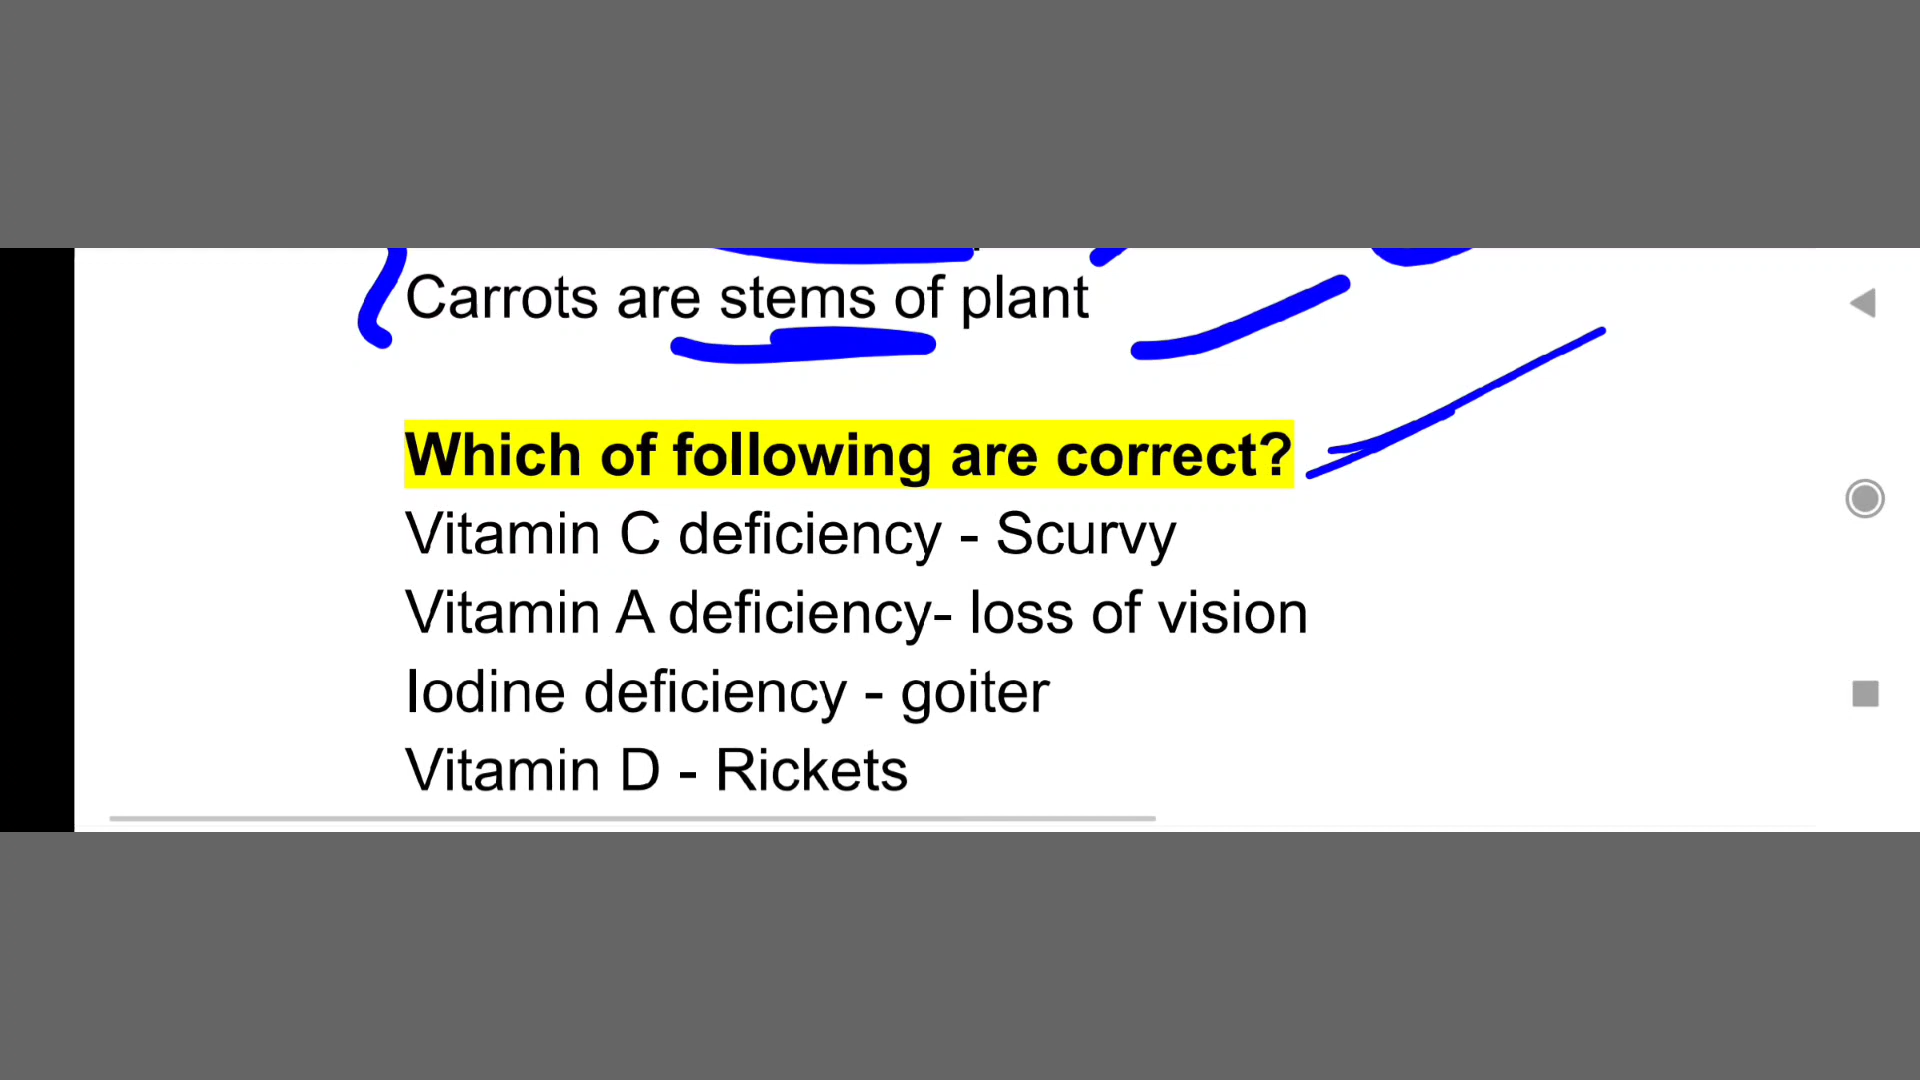 Carrots are stems of plant
Which of following are correct?
Vitamin C deficiency - Scurvy
Vitamin A deficiency- loss of vision
Iodine deficiency - goiter
Vitamin D - Rickets